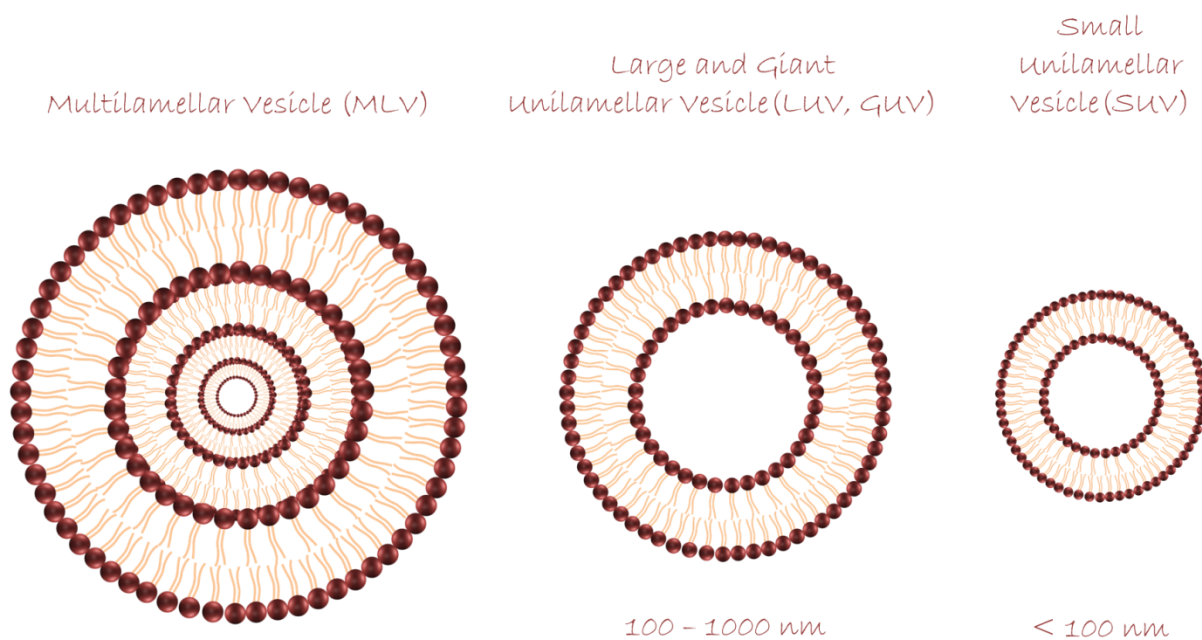 Multilamellar Vesicle (MLV)
Large and Giant
Unilamellar Vesicle(LUV, GUV)
Small
Unilamellar
Vesicle(SUV)
100 - 1000 nm
< 100 nm